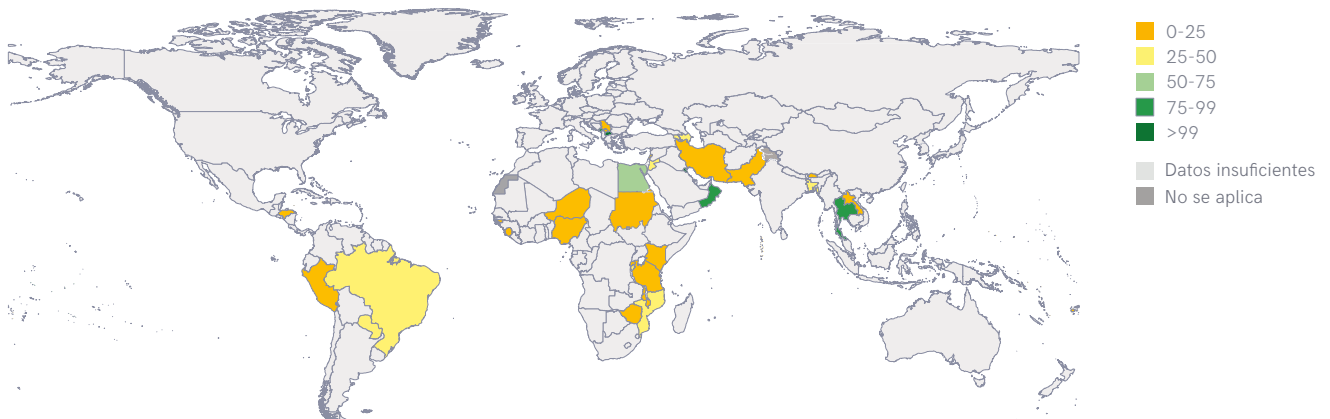 0-25
25-50
50-75
75-99
>99
Datos insuficientes
No se aplica